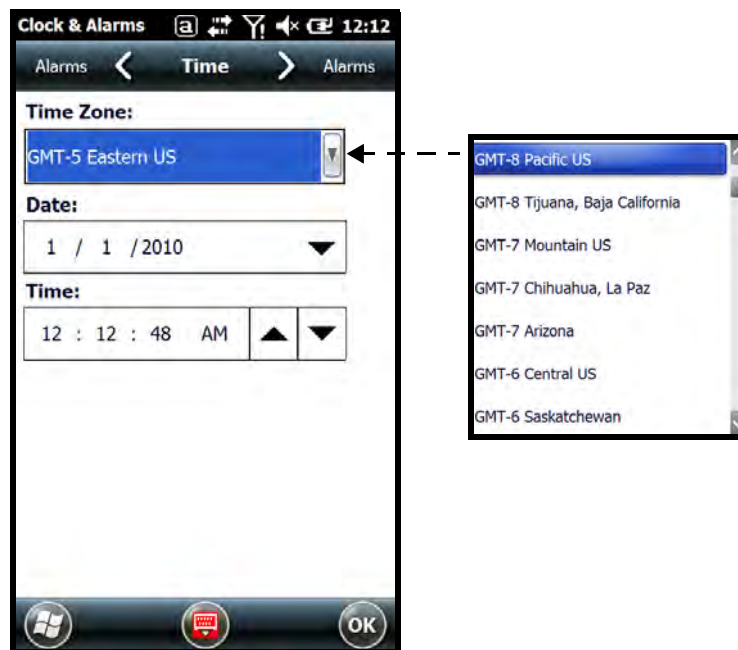 Clock & Alarms a 12:12
Alarms Time Alarms
Time Zone:
GMT-5 Eastern US
Date:
1 / 1 / 2010
Time:
12 : 12 : 48 AM
OK
GMT-8 Pacific US
GMT-8 Tijuana, Baja California
GMT-7 Mountain US
GMT-7 Chihuahua, La Paz
GMT-7 Arizona
GMT-6 Central US
GMT-6 Saskatchewan